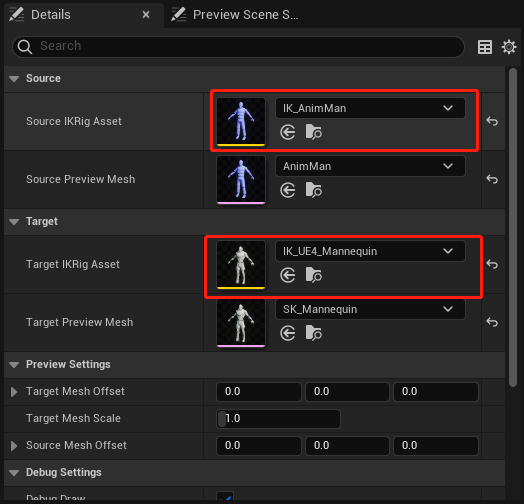 Details
Preview Scene S...
Search
Source
Source IKRig Asset
IK_AnimMan
Source Preview Mesh
AnimMan
Target
Target IKRig Asset
IK_UE4_Mannequin
Target Preview Mesh
SK_Mannequin
Preview Settings
Target Mesh Offset 0.0 0.0 0.0
Target Mesh Scale 1.0
Source Mesh Offset 0.0 0.0 0.0
Debug Settings
Debug Draw